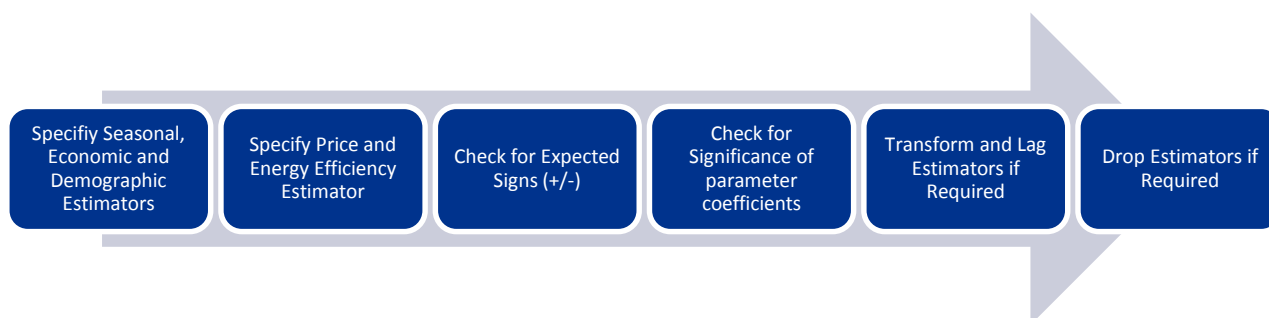 Specifiy Seasonal,
Economic and
Demographic
Estimators
Specify Price and
Energy Efficiency
Estimator
Check for Expected
Signs (+/-)
Check for
Significance of
parameter
coefficients
Transform and Lag
Estimators if
Required
Drop Estimators if
Required